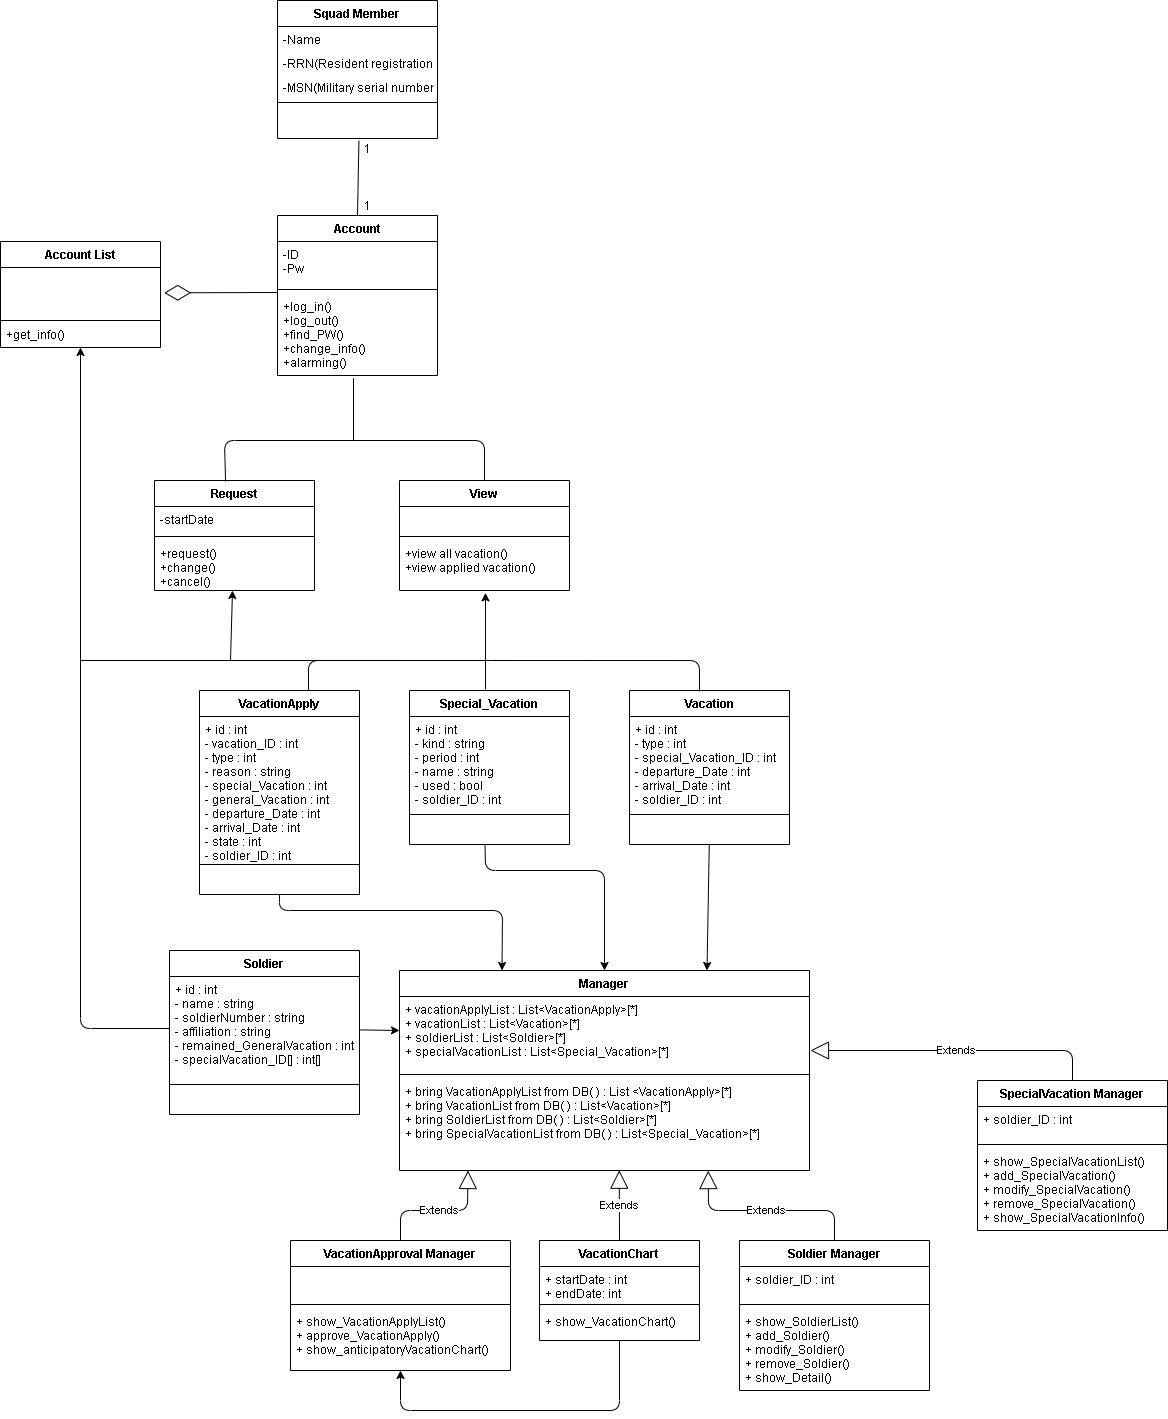 Squad Member
-Name
-RRN(Resident registration
-MSN(Military serial number
1
1
Account
-ID
-Pw
+log_in()
+log_out()
+find_PW()
+change_info()
+alarming()
Account List
+get_info()
Request
-startDate
+request()
+change()
+cancel()
View
+view all vacation()
+view applied vacation()
VacationApply
+ id : int
- vacation_ID : int
- type : int
- reason : string
- special_Vacation : int
- general_Vacation : int
- departure_Date : int
- arrival_Date : int
- state : int
- soldier_ID : int
Special_Vacation
+ id : int
- kind : string
- period : int
- name : string
- used : bool
- soldier_ID : int
Vacation
+ id : int
- type : int
- special_Vacation_ID : int
- departure_Date : int
- arrival_Date : int
- soldier_ID : int
Soldier
+ id : int
- name : string
- soldierNumber : string
- affiliation : string
- remained_GeneralVacation : int
- specialVacation_ID[] : int[]
Manager
+ vacationApplyList : List<VacationApply>[*]
+ vacationList : List<Vacation>[*]
+ soldierList : List<Soldier>[*]
+ specialVacationList : List<Special_Vacation>[*]
+ bring VacationApplyList from DB( ) : List <VacationApply>[*]
+ bring VacationList from DB( ) : List<Vacation>[*]
+ bring SoldierList from DB( ) : List<Soldier>[*]
+ bring SpecialVacationList from DB( ) : List<Special_Vacation>[*]
Extends
SpecialVacation Manager
+ soldier_ID : int
+ show_SpecialVacationList()
+ add_SpecialVacation()
+ modify_SpecialVacation()
+ remove_SpecialVacation()
+ show_SpecialVacationInfo()
Extends
Extends
Extends
VacationApproval Manager
+ show_VacationApplyList()
+ approve_VacationApply()
+ show_anticipatoryVacationChart()
VacationChart
+ startDate : int
+ endDate: int
+ show_VacationChart()
Soldier Manager
+ soldier_ID : int
+ show_SoldierList()
+ add_Soldier()
+ modify_Soldier()
+ remove_Soldier()
+ show_Detail()